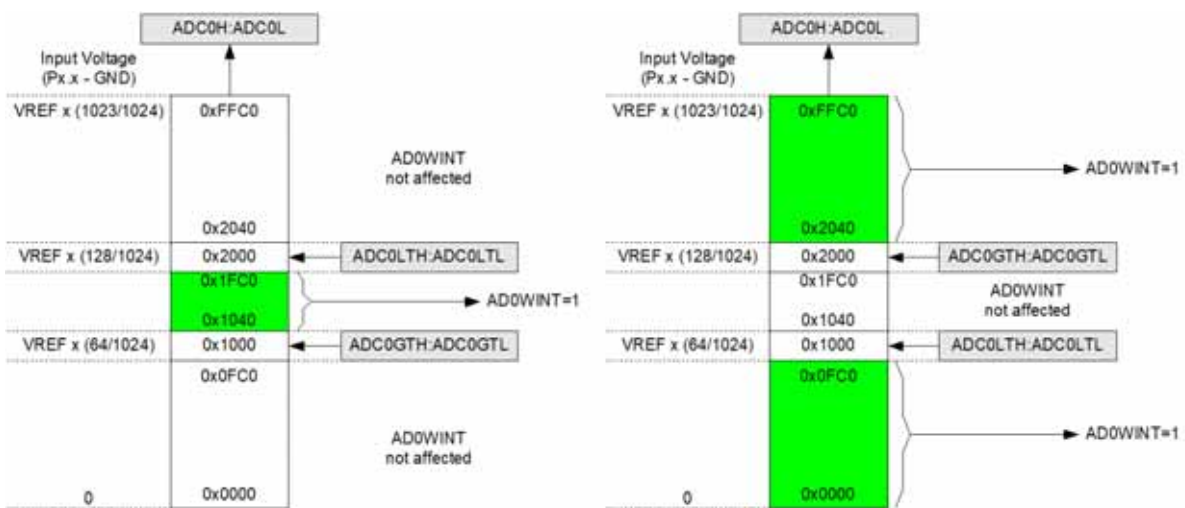 ADC0H:ADC0L
Input Voltage
(Px.x - GND)
VREF x (1023/1024)
0xFFC0
AD0WINT
not affected
0x2040
VREF x (128/1024)
0x2000
ADC0LTH:ADC0LTL
0x1FC0
AD0WINT=1
0x1040
VREF x (64/1024)
0x1000
ADC0GTH:ADC0GTL
0x0FC0
AD0WINT
not affected
0
0x0000
ADC0H:ADC0L
Input Voltage
(Px.x - GND)
VREF x (1023/1024)
0xFFC0
AD0WINT=1
0x2040
VREF x (128/1024)
0x2000
ADC0GTH:ADC0GTL
0x1FC0
AD0WINT
not affected
0x1040
VREF x (64/1024)
0x1000
ADC0LTH:ADC0LTL
0x0FC0
AD0WINT=1
0
0x0000